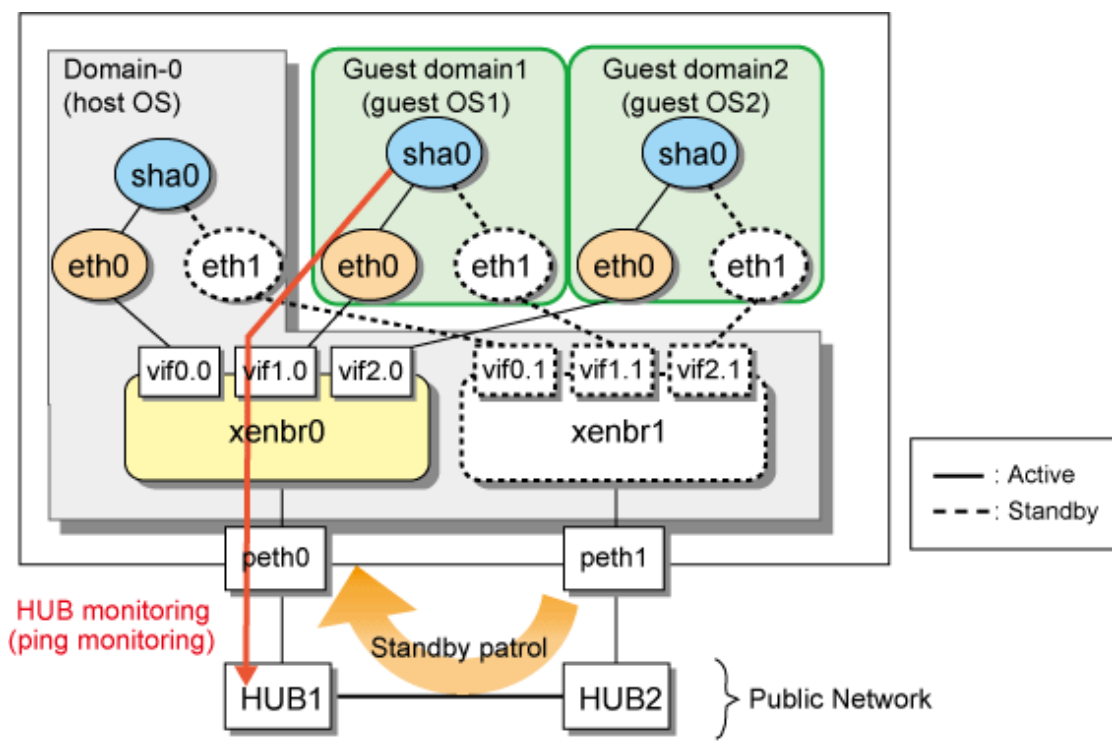 Domain-0
(host OS)
Guest domain1
(guest OS1)
Guest domain2
(guest OS2)
sha0
sha0
sha0
eth0
eth1
eth0
eth1
eth0
eth1
vif0.0
vif1.0
vif2.0
vif0.1
vif1.1
vif2.1
xenbr0
xenbr1
: Active
: Standby
peth0
peth1
HUB monitoring
(ping monitoring)
Standby patrol
HUB1
HUB2
Public Network